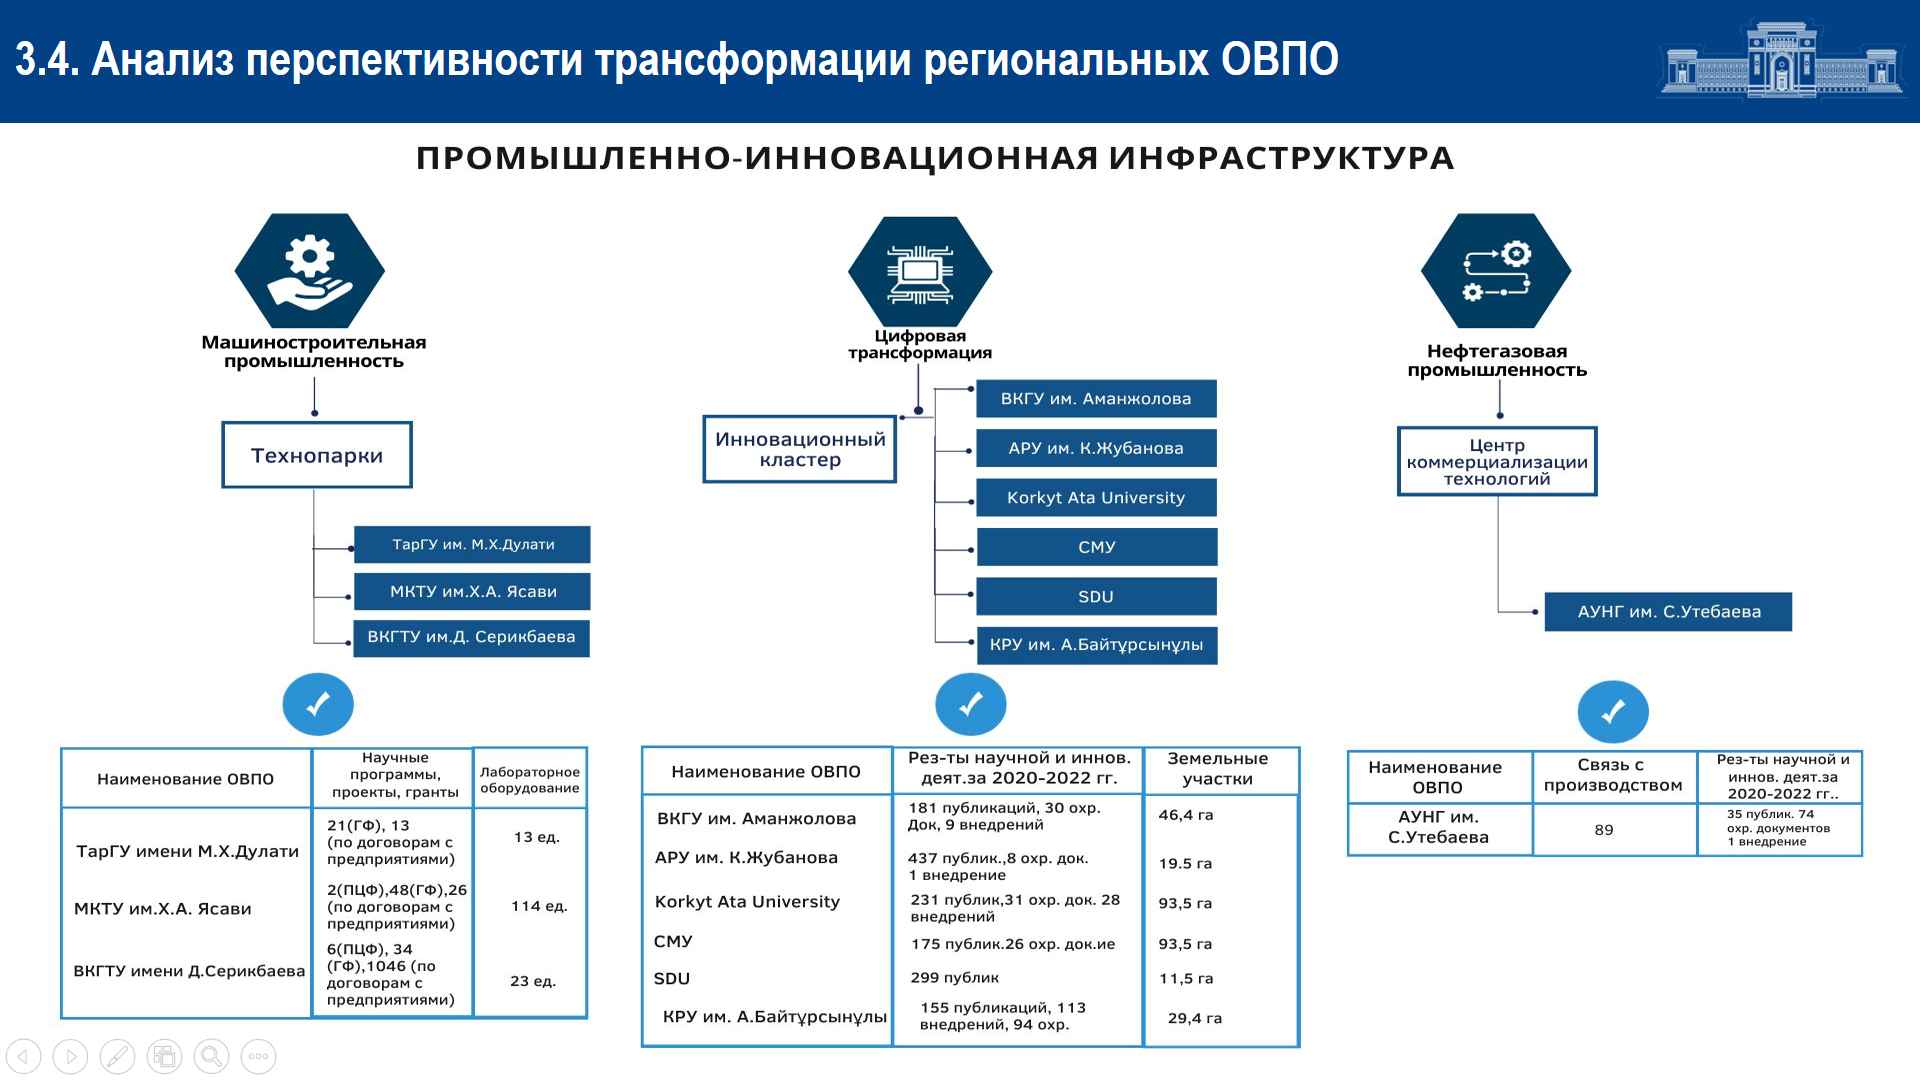 3.4. Анализ перспективности трансформации региональных ОВПО
ПРОМЫШЛЕННО-ИННОВАЦИОННАЯ ИНФРАСТРУКТУРА
Машиностроительная
промышленность
Технопарки
ТарГУ им. М.Х.Дулати
МКТУ им.Х.А. Ясави
ВКГТУ им.Д. Серикбаева
Цифровая
трансформация
Инновационный
кластер
ВКГУ им. Аманжолова
АРУ им. К.Жубанова
Korkyt Ata University
СМУ
SDU
КРУ им. А.Байтұрсынұлы
Нефтегазовая
промышленность
Центр
коммерциализации
технологий
АУНГ им. С.Утебаева
Наименование ОВПО
Научные
программы,
проекты, гранты
Лабораторное
оборудование
ТарГУ имени М.Х.Дулати
21(ГФ), 13
(по договорам с
предприятиями)
13 ед.
МКТУ им.Х.А. Ясави
2(ПЦФ),48(ГФ),26
(по договорам с
предприятиями)
114 ед.
ВКГТУ имени Д.Серикбаева
6(ПЦФ), 34
(ГФ),1046 (по
договорам с
предприятиями)
23 ед.
Наименование ОВПО
Рез-ты научной и иннов.
деят.за 2020-2022 гг.
Земельные
участки
ВКГУ им. Аманжолова
181 публикаций, 30 охр.
Док, 9 внедрений
46,4 га
АРУ им. К.Жубанова
437 публик.,8 охр. док.
1 внедрение
19.5 га
Korkyt Ata University
231 публик,31 охр. док. 28
внедрений
93,5 га
СМУ
175 публик.26 охр. док.ие
93,5 га
SDU
299 публик
11,5 га
КРУ им. А.Байтұрсынұлы
155 публикаций, 113
внедрений, 94 охр.
29,4 га
Наименование
ОВПО
Связь с
производством
Рез-ты научной и
иннов. деят.за
2020-2022 гг..
АУНГ им.
С.Утебаева
89
35 публик. 74
охр. документов
1 внедрение